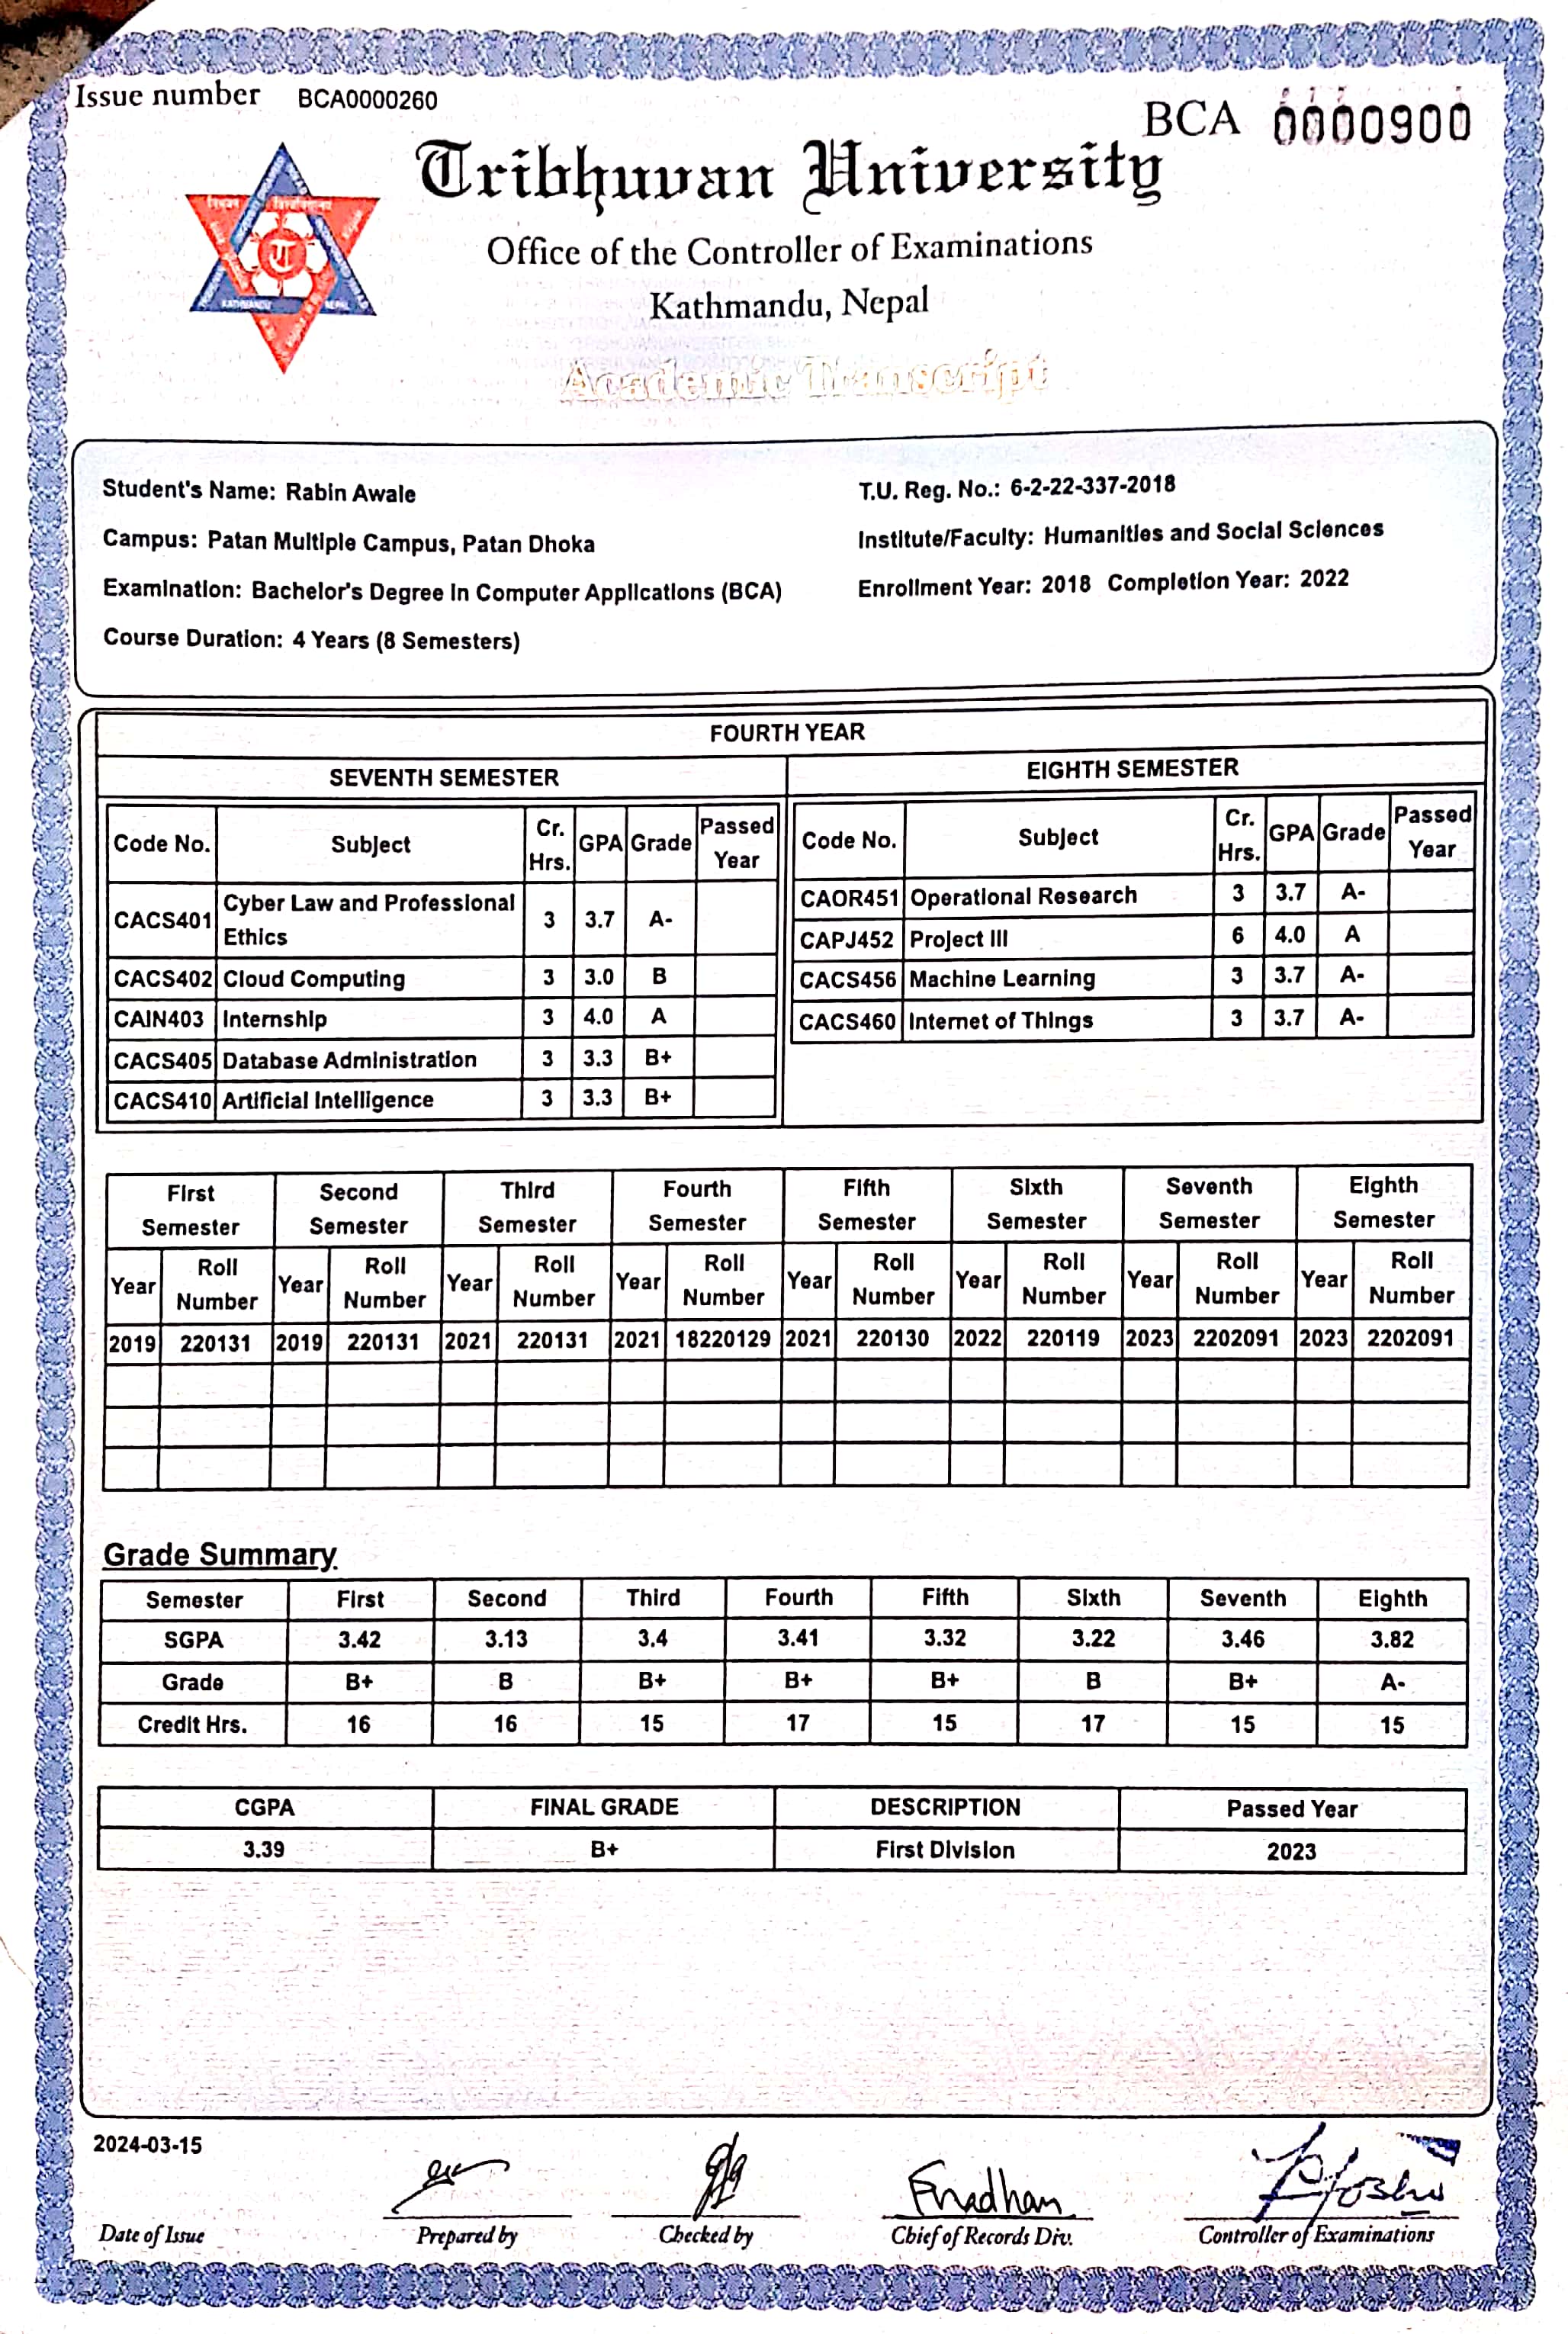 Issue number BCA0000260
BCA 0000900
Tribhuvan University
Office of the Controller of Examinations
Kathmandu, Nepal
Academic Transcript
KATHMANDU NEPAL
Student's Name: Rabin Awale
T.U. Reg. No.: 6-2-22-337-2018
Campus: Patan Multiple Campus, Patan Dhoka
Institute/Faculty: Humanities and Social Sciences
Examination: Bachelor's Degree In Computer Applications (BCA)
Enrollment Year: 2018 Completion Year: 2022
Course Duration: 4 Years (8 Semesters)
FOURTH YEAR
SEVENTH SEMESTER
Code No. Subject Cr. Hrs. GPA Grade Passed Year
CACS401 Cyber Law and Professional Ethics 3 3.7 A-
CACS402 Cloud Computing 3 3.0 B
CAIN403 Internship 3 4.0 A
CACS405 Database Administration 3 3.3 B+
CACS410 Artificial Intelligence 3 3.3 B+
EIGHTH SEMESTER
Code No. Subject Cr. Hrs. GPA Grade Passed Year
CAOR451 Operational Research 3 3.7 A-
CAPJ452 Project III 6 4.0 A
CACS456 Machine Learning 3 3.7 A-
CACS460 Internet of Things 3 3.7 A-
First Semester Second Semester Third Semester Fourth Semester Fifth Semester Sixth Semester Seventh Semester Eighth Semester
Year Roll Number Year Roll Number Year Roll Number Year Roll Number Year Roll Number Year Roll Number Year Roll Number Year Roll Number
2019 220131 2019 220131 2021 220131 2021 18220129 2021 220130 2022 220119 2023 2202091 2023 2202091
Grade Summary
Semester First Second Third Fourth Fifth Sixth Seventh Eighth
SGPA 3.42 3.13 3.4 3.41 3.32 3.22 3.46 3.82
Grade B+ B B+ B+ B+ B B+ A-
Credit Hrs. 16 16 15 17 15 17 15 15
CGPA FINAL GRADE DESCRIPTION Passed Year
3.39 B+ First Division 2023
2024-03-15
Date of Issue Prepared by Checked by Chief of Records Div. Controller of Examinations